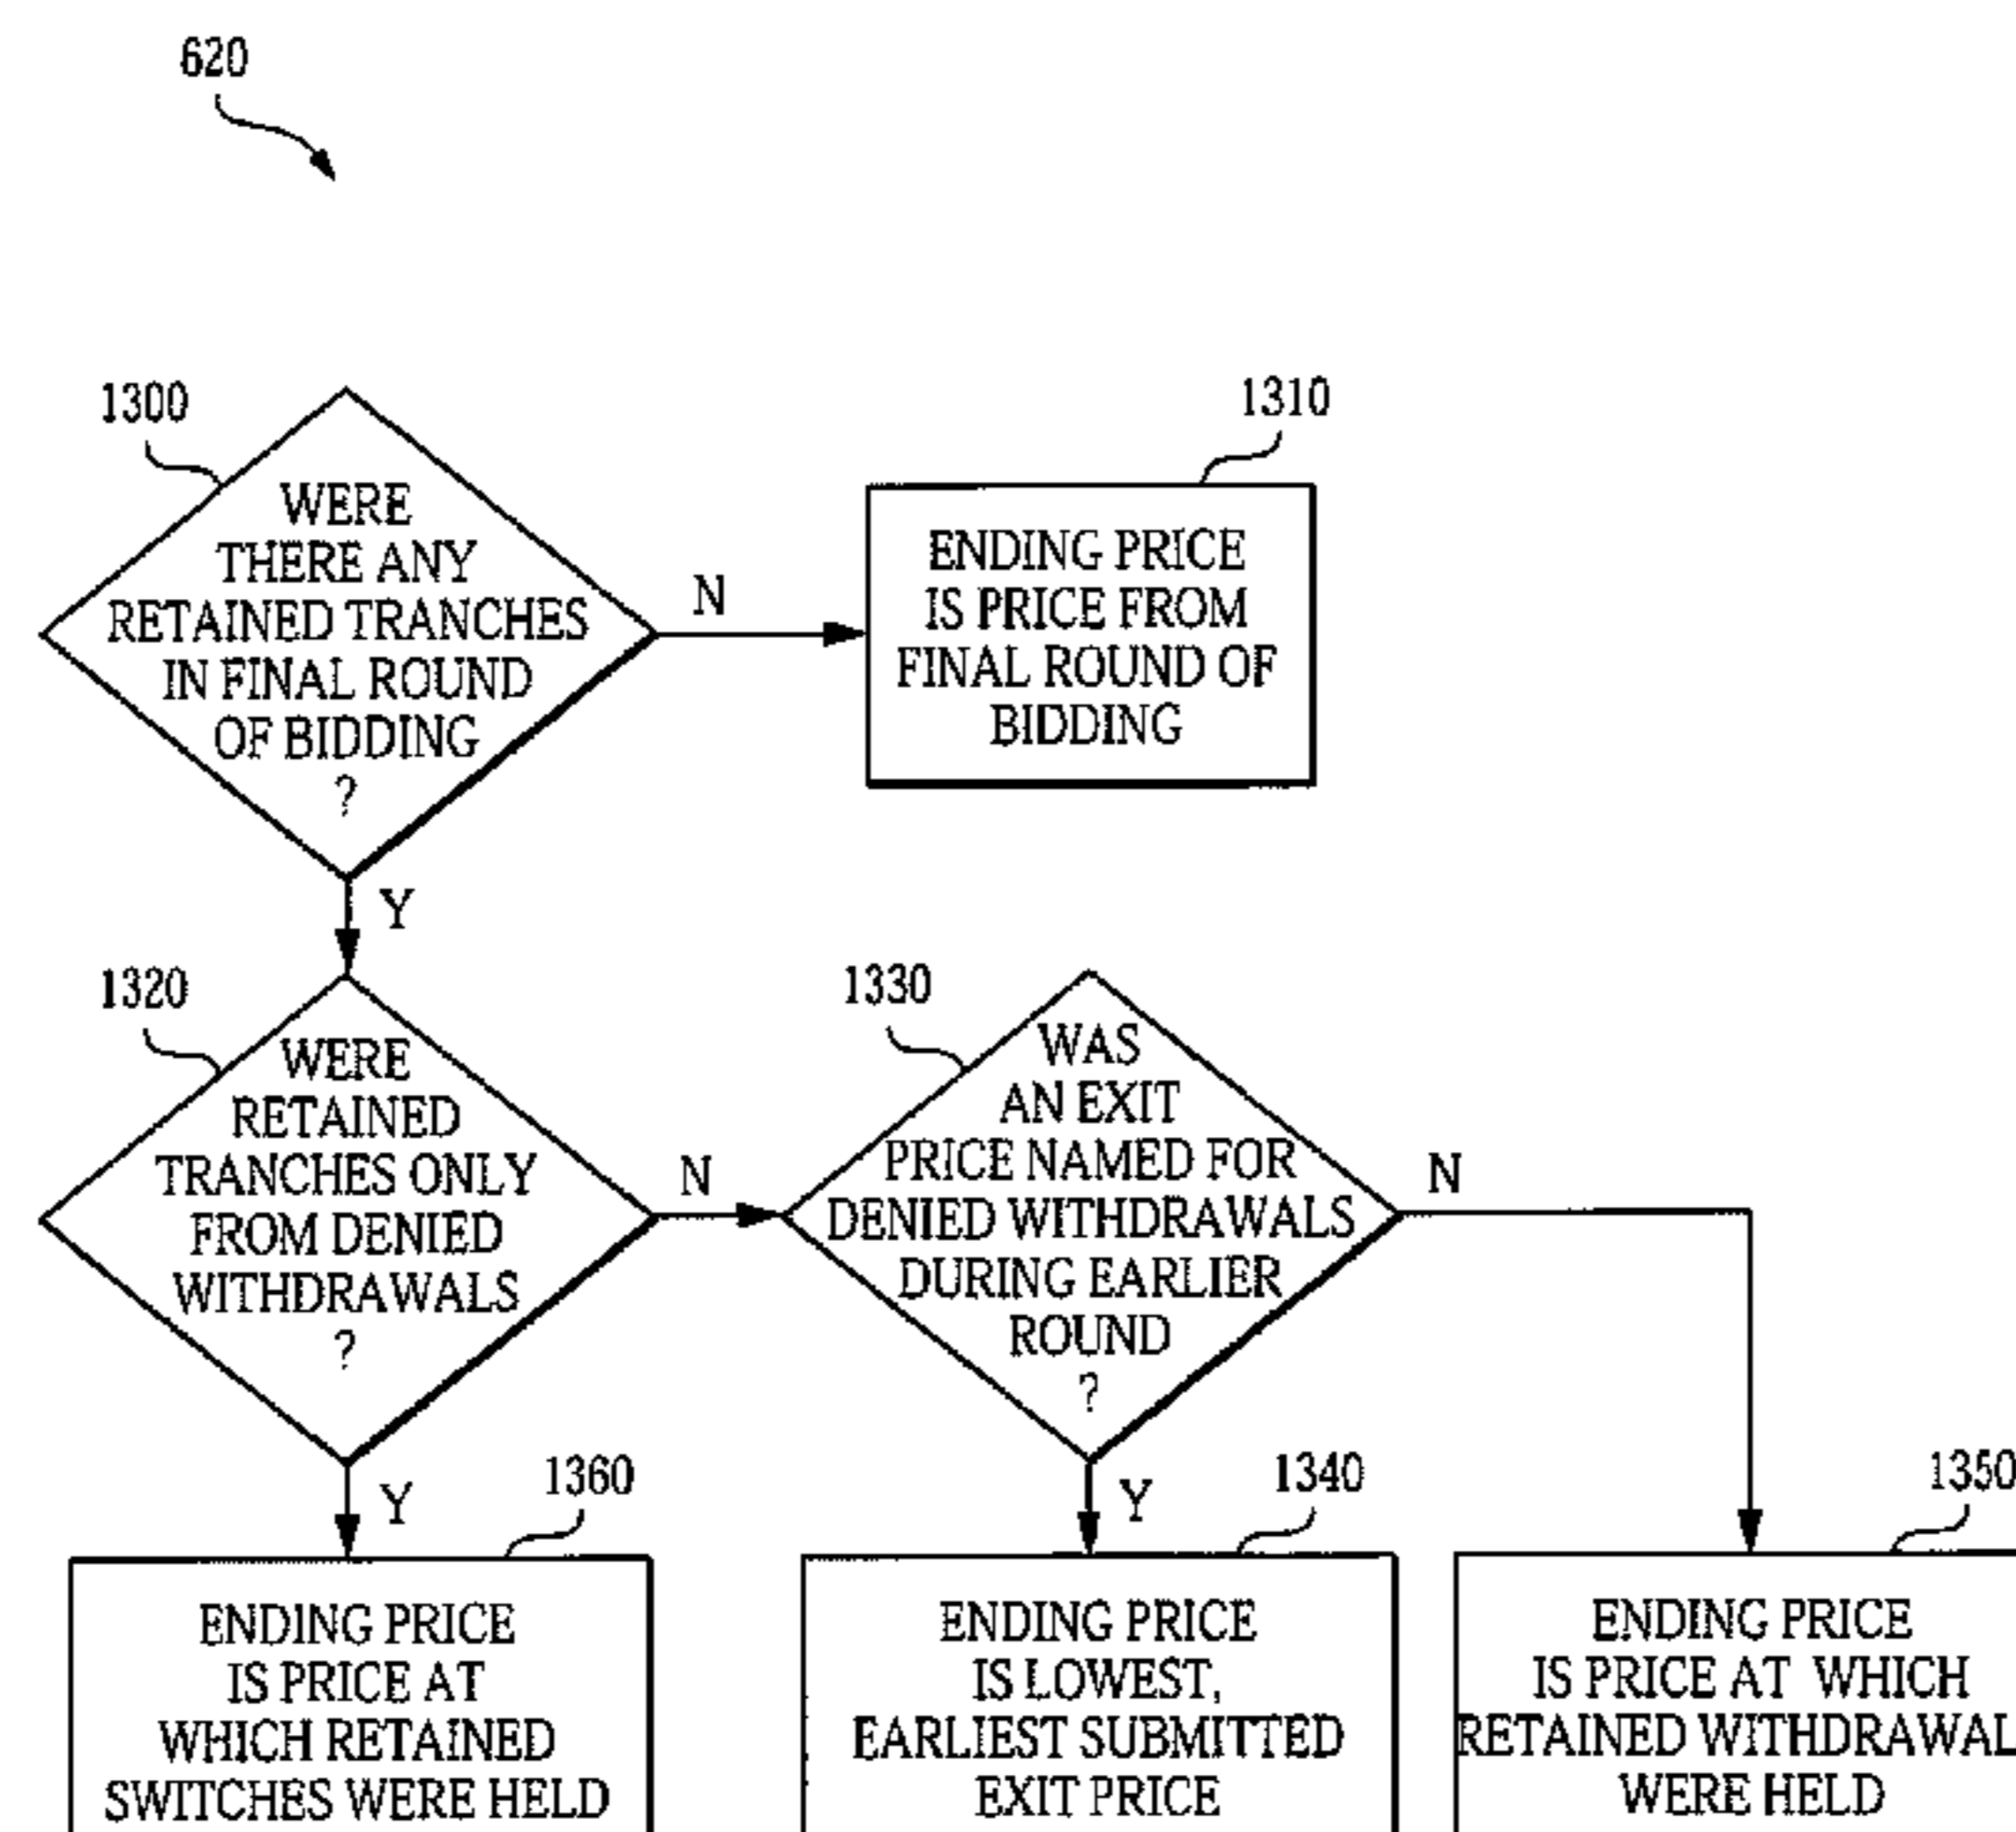 620
1300
WERE
THERE ANY
RETAINED TRANCHES
IN FINAL ROUND
OF BIDDING
?
N
1310
ENDING PRICE
IS PRICE FROM
FINAL ROUND OF
BIDDING
Y
1320
WERE
RETAINED
TRANCHES ONLY
FROM DENIED
WITHDRAWALS
?
N
1330
WAS
AN EXIT
PRICE NAMED FOR
DENIED WITHDRAWALS
DURING EARLIER
ROUND
?
N
Y
1360
ENDING PRICE
IS PRICE AT
WHICH RETAINED
SWITCHES WERE HELD
Y
1340
ENDING PRICE
IS LOWEST,
EARLIEST SUBMITTED
EXIT PRICE
1350
ENDING PRICE
IS PRICE AT WHICH
RETAINED WITHDRAWAL
WERE HELD